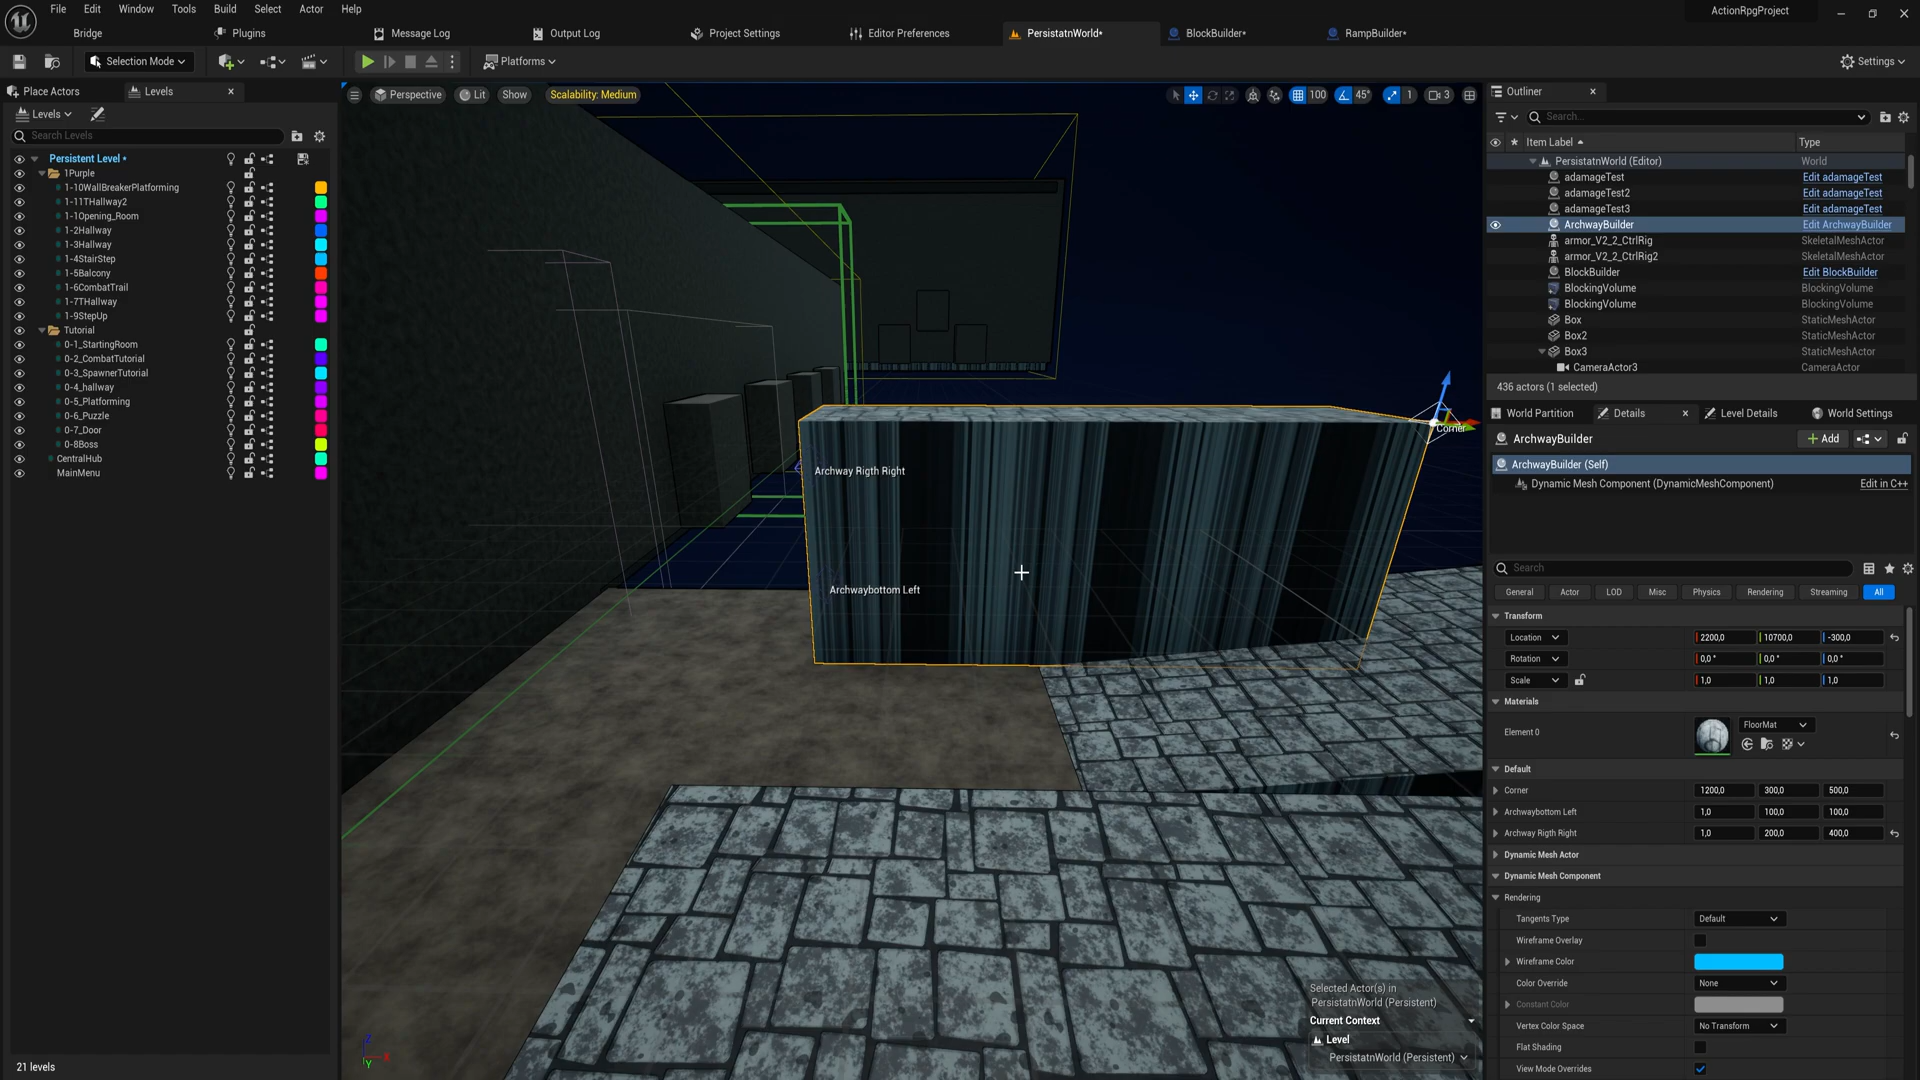 File Edit Window Tools Build Select Actor Help
ActionRpgProject
Bridge Plugins Message Log Output Log Project Settings Editor Preferences PersistatnWorld* BlockBuilder* RampBuilder*
Selection Mode Platforms Settings
Place Actors Levels
Levels
Search Levels
Persistent Level *
1Purple
1-10WallBreakerPlatforming
1-11THallway2
1-1Opening_Room
1-2Hallway
1-3Hallway
1-4StairStep
1-5Balcony
1-6CombatTrail
1-7THallway
1-9StepUp
Tutorial
0-1_StartingRoom
0-2_CombatTutorial
0-3_SpawnerTutorial
0-4_hallway
0-5_Platforming
0-6_Puzzle
0-7_Door
0-8Boss
CentralHub
MainMenu
21 levels
Perspective Lit Show Scalability: Medium 100 45° 1 3
Corner
Archway Rigth Right
Archwaybottom Left
Z
X
Y
Selected Actor(s) in
PersistatnWorld (Persistent)
Current Context
Level
PersistatnWorld (Persistent)
Outliner
Search...
Item Label Type
PersistatnWorld (Editor) World
adamageTest Edit adamageTest
adamageTest2 Edit adamageTest
adamageTest3 Edit adamageTest
ArchwayBuilder Edit ArchwayBuilder
armor_V2_2_CtrlRig SkeletalMeshActor
armor_V2_2_CtrlRig2 SkeletalMeshActor
BlockBuilder Edit BlockBuilder
BlockingVolume BlockingVolume
BlockingVolume BlockingVolume
Box StaticMeshActor
Box2 StaticMeshActor
Box3 StaticMeshActor
CameraActor3 CameraActor
436 actors (1 selected)
World Partition Details Level Details World Settings
ArchwayBuilder + Add
ArchwayBuilder (Self)
Dynamic Mesh Component (DynamicMeshComponent) Edit in C++
Search
General Actor LOD Misc Physics Rendering Streaming All
Transform
Location 2200,0 10700,0 -300,0
Rotation 0,0 ° 0,0 ° 0,0 °
Scale 1,0 1,0 1,0
Materials
Element 0 FloorMat
Default
Corner 1200,0 300,0 500,0
Archwaybottom Left 1,0 100,0 100,0
Archway Rigth Right 1,0 200,0 400,0
Dynamic Mesh Actor
Dynamic Mesh Component
Rendering
Tangents Type Default
Wireframe Overlay
Wireframe Color
Color Override None
Constant Color
Vertex Color Space No Transform
Flat Shading
View Mode Overrides